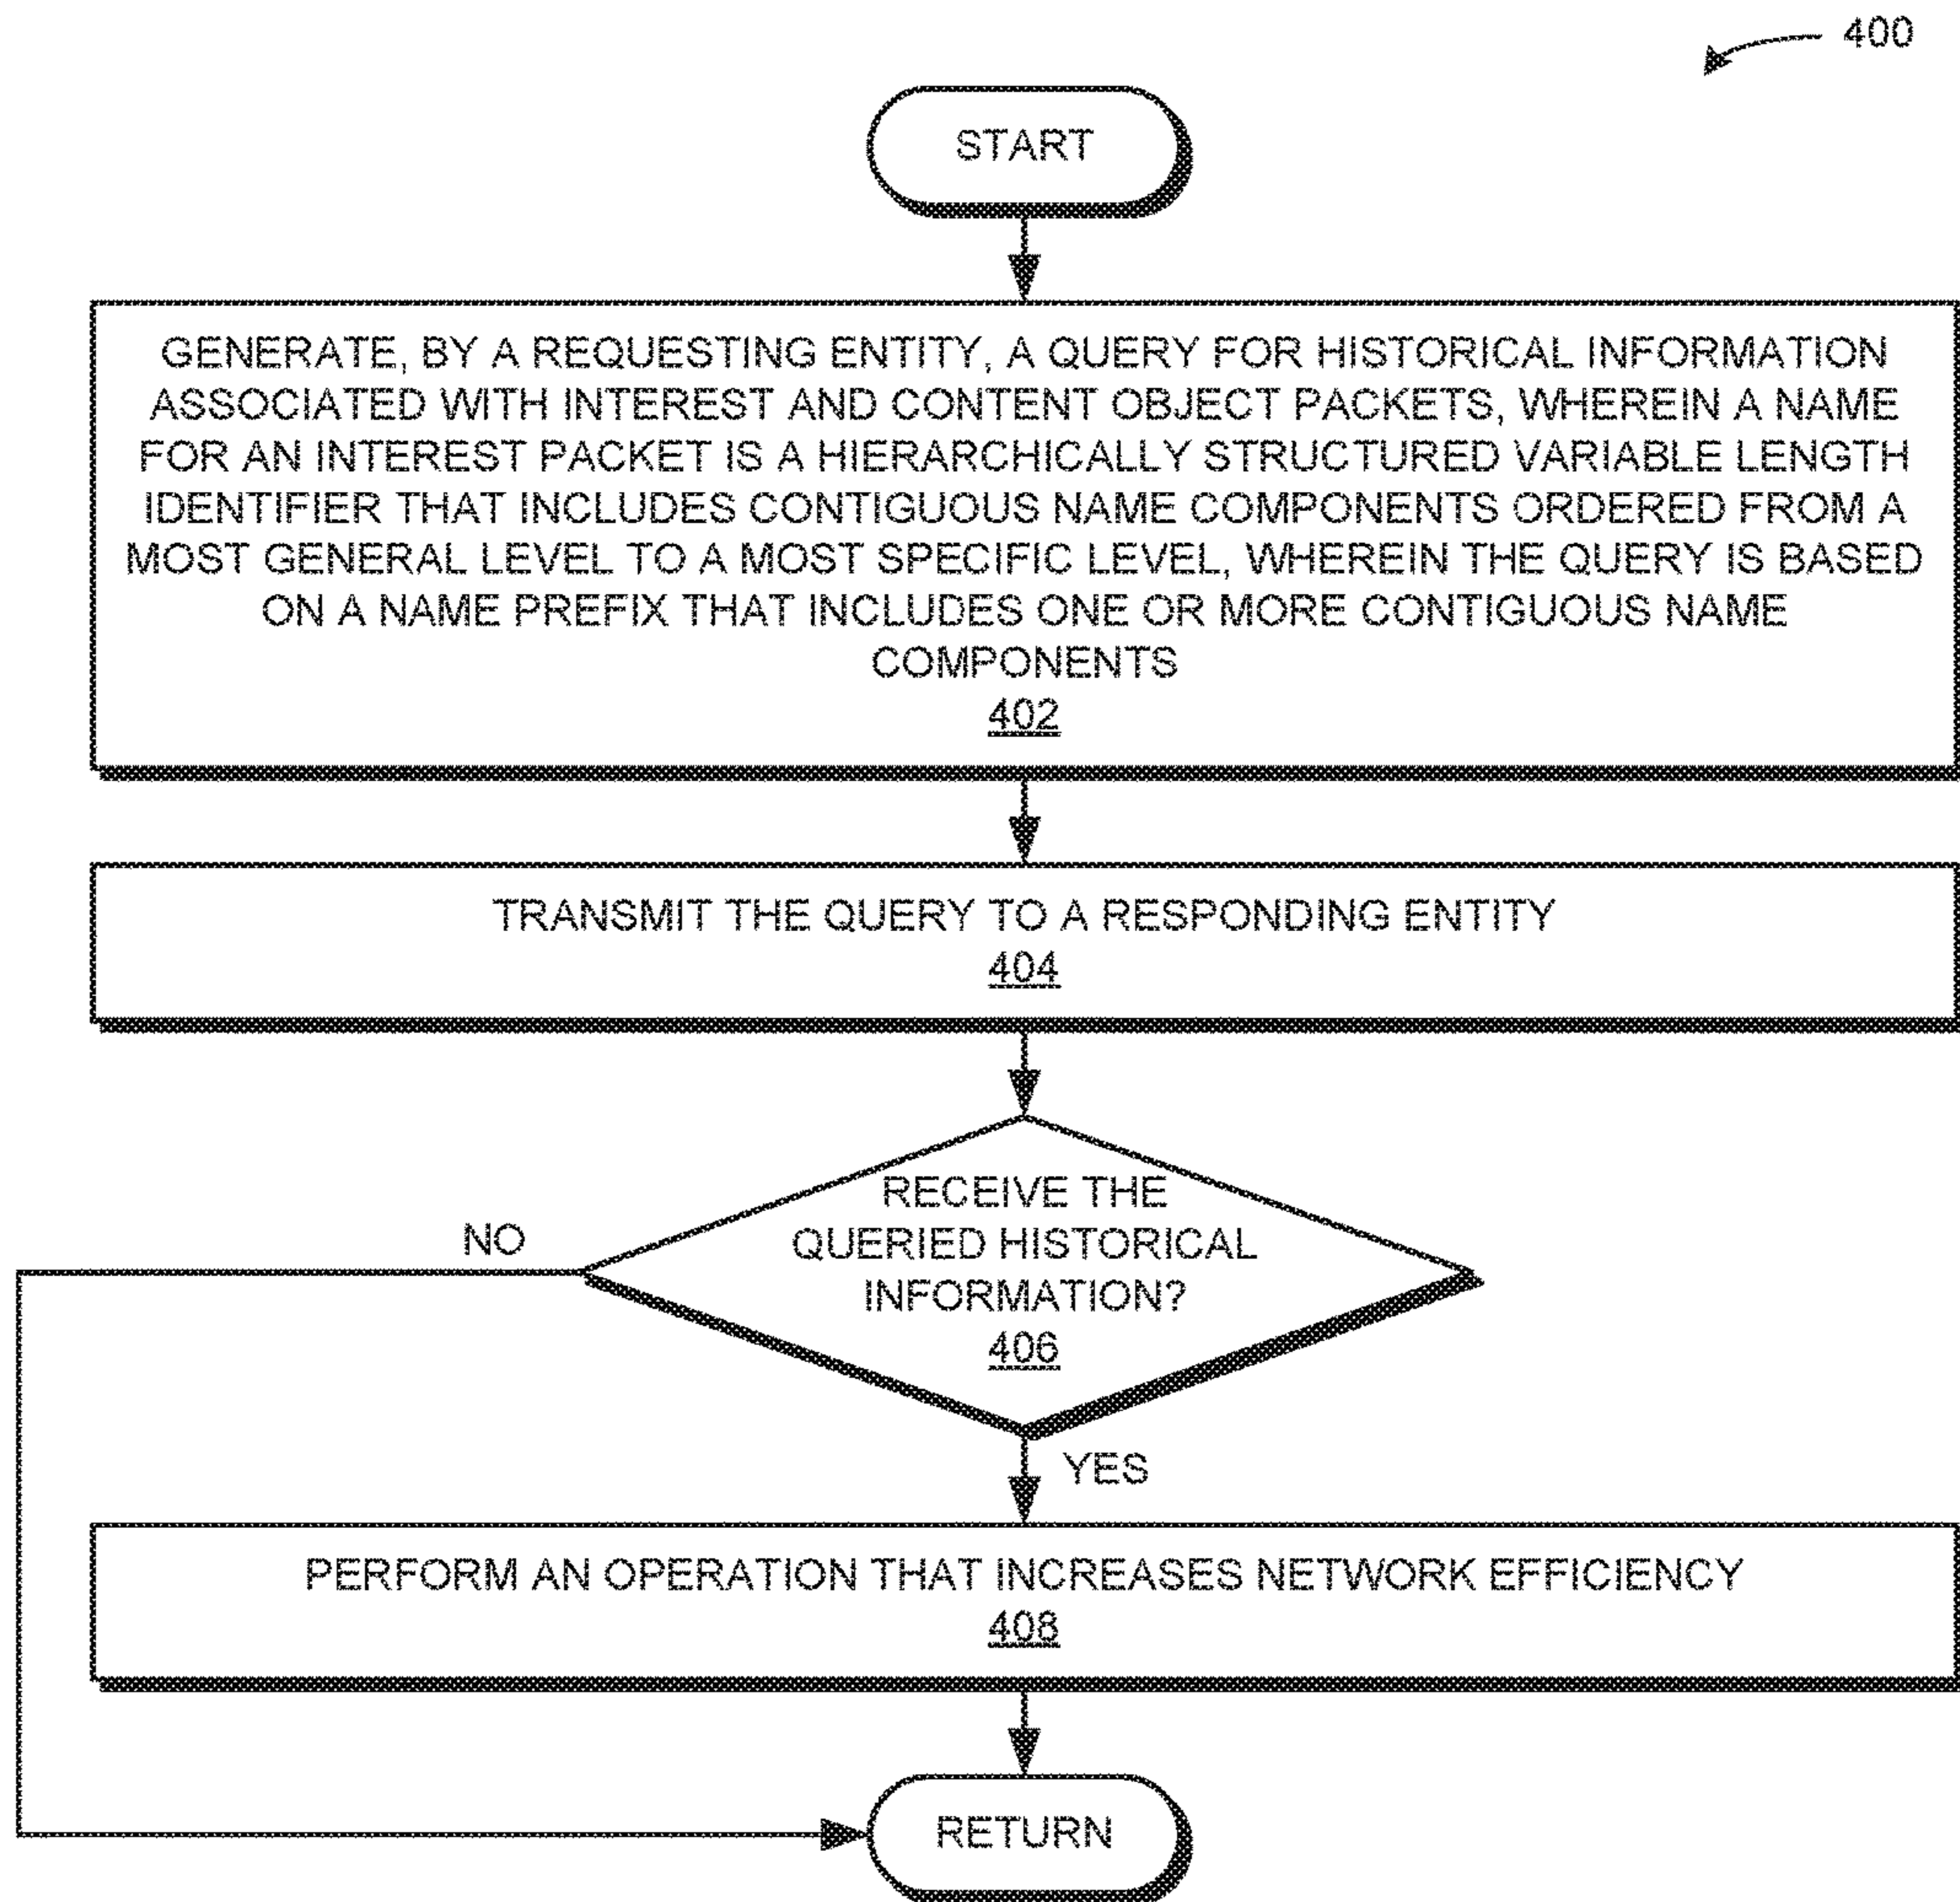 400
START
GENERATE, BY A REQUESTING ENTITY, A QUERY FOR HISTORICAL INFORMATION
ASSOCIATED WITH INTEREST AND CONTENT OBJECT PACKETS, WHEREIN A NAME
FOR AN INTEREST PACKET IS A HIERARCHICALLY STRUCTURED VARIABLE LENGTH
IDENTIFIER THAT INCLUDES CONTIGUOUS NAME COMPONENTS ORDERED FROM A
MOST GENERAL LEVEL TO A MOST SPECIFIC LEVEL, WHEREIN THE QUERY IS BASED
ON A NAME PREFIX THAT INCLUDES ONE OR MORE CONTIGUOUS NAME
COMPONENTS
402
TRANSMIT THE QUERY TO A RESPONDING ENTITY
404
RECEIVE THE
QUERIED HISTORICAL
INFORMATION?
406
NO
YES
PERFORM AN OPERATION THAT INCREASES NETWORK EFFICIENCY
408
RETURN